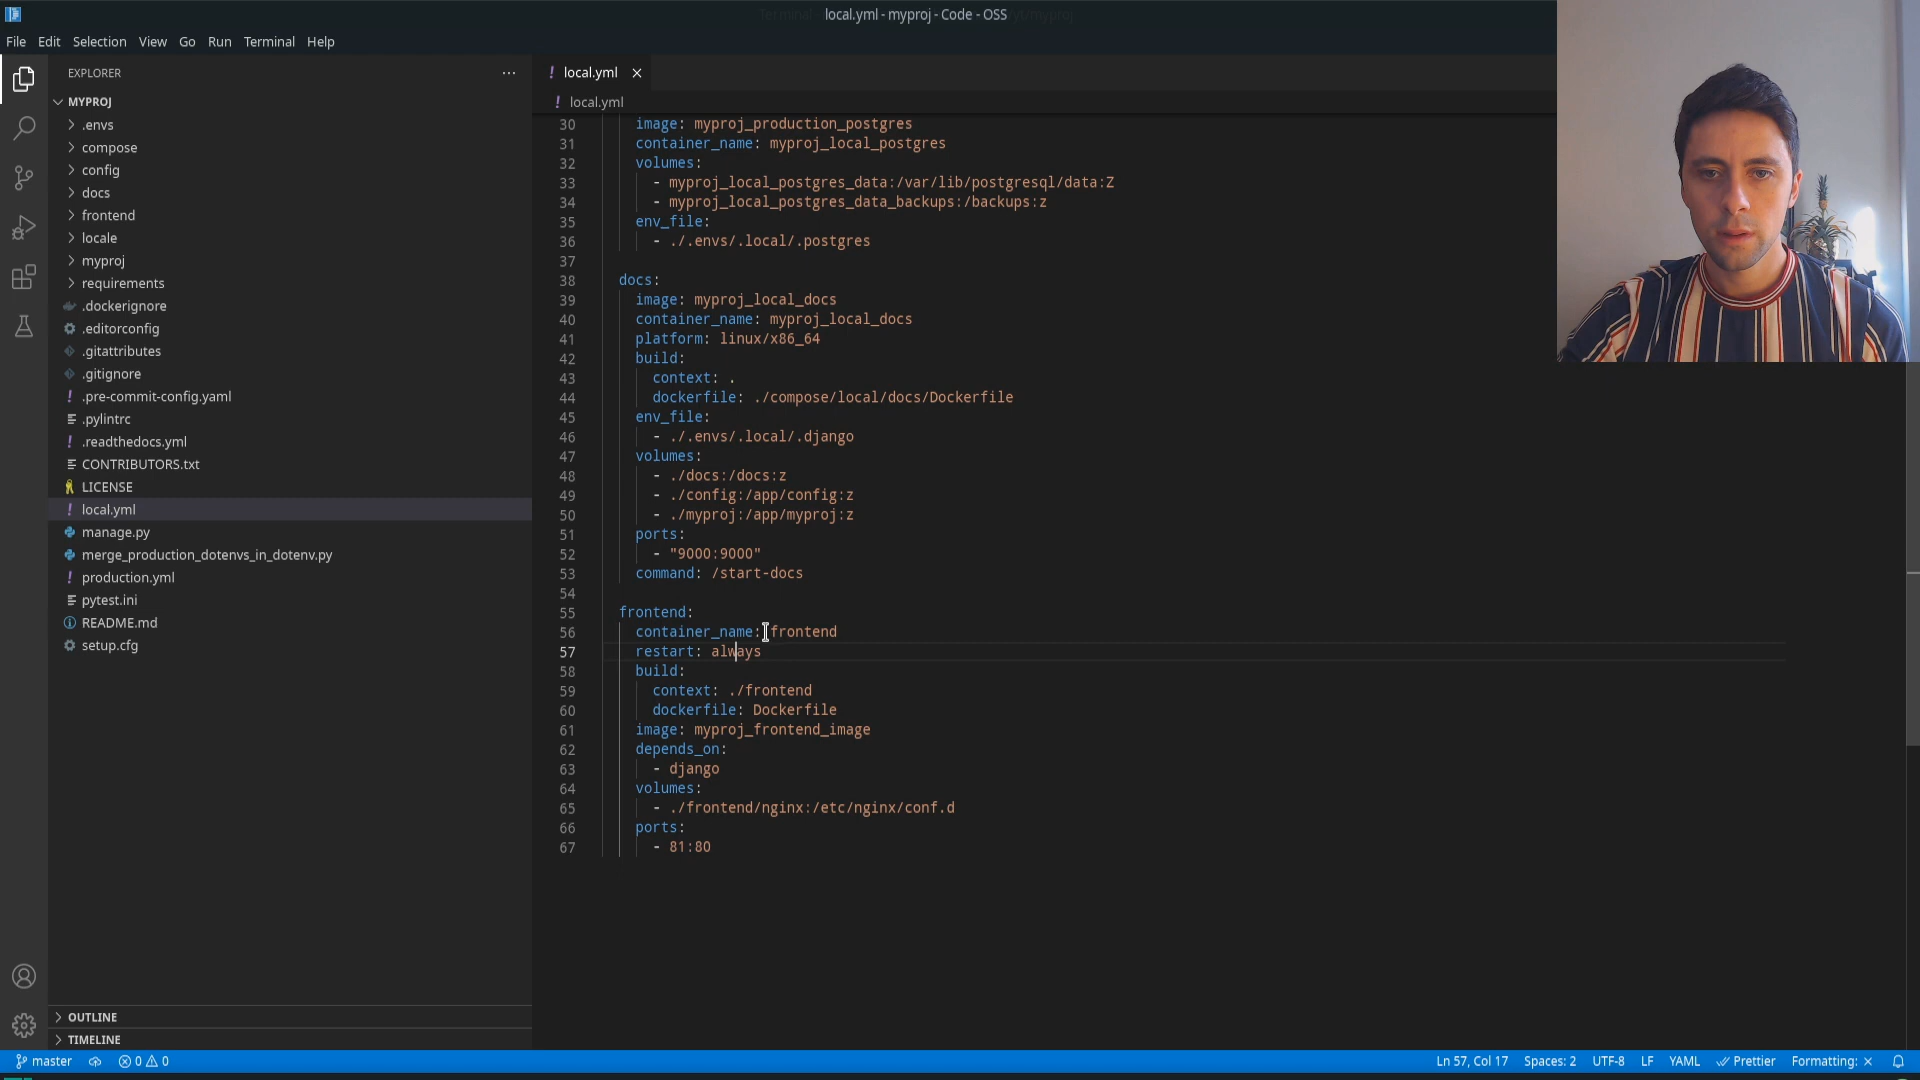 local.yml - myproj - Code - OSS
File Edit Selection View Go Run Terminal Help
EXPLORER
MYPROJ
.envs
compose
config
docs
frontend
locale
myproj
requirements
.dockerignore
.editorconfig
.gitattributes
.gitignore
.pre-commit-config.yaml
.pylintrc
.readthedocs.yml
CONTRIBUTORS.txt
LICENSE
local.yml
manage.py
merge_production_dotenvs_in_dotenv.py
production.yml
pytest.ini
README.md
setup.cfg
OUTLINE
TIMELINE
local.yml
local.yml
30 image: myproj_production_postgres
31 container_name: myproj_local_postgres
32 volumes:
33 - myproj_local_postgres_data:/var/lib/postgresql/data:Z
34 - myproj_local_postgres_data_backups:/backups:z
35 env_file:
36 - ./.envs/.local/.postgres
37
38 docs:
39 image: myproj_local_docs
40 container_name: myproj_local_docs
41 platform: linux/x86_64
42 build:
43 context: .
44 dockerfile: ./compose/local/docs/Dockerfile
45 env_file:
46 - ./.envs/.local/.django
47 volumes:
48 - ./docs:/docs:z
49 - ./config:/app/config:z
50 - ./myproj:/app/myproj:z
51 ports:
52 - "9000:9000"
53 command: /start-docs
54
55 frontend:
56 container_name: frontend
57 restart: always
58 build:
59 context: ./frontend
60 dockerfile: Dockerfile
61 image: myproj_frontend_image
62 depends_on:
63 - django
64 volumes:
65 - ./frontend/nginx:/etc/nginx/conf.d
66 ports:
67 - 81:80
master 0 0 Ln 57, Col 17 Spaces: 2 UTF-8 LF YAML Prettier Formatting: ×